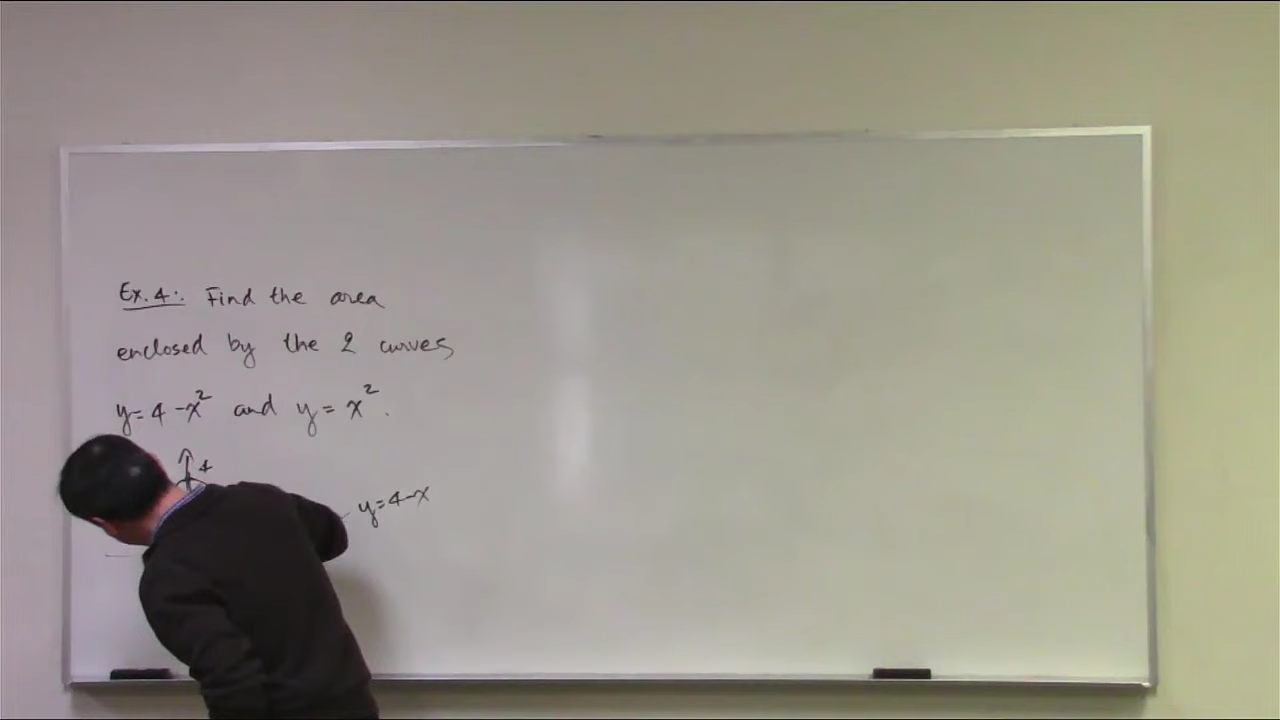 Ex. 4: Find the area
enclosed by the 2 curves
y = 4 - x² and y = x².
4
y = 4 - x